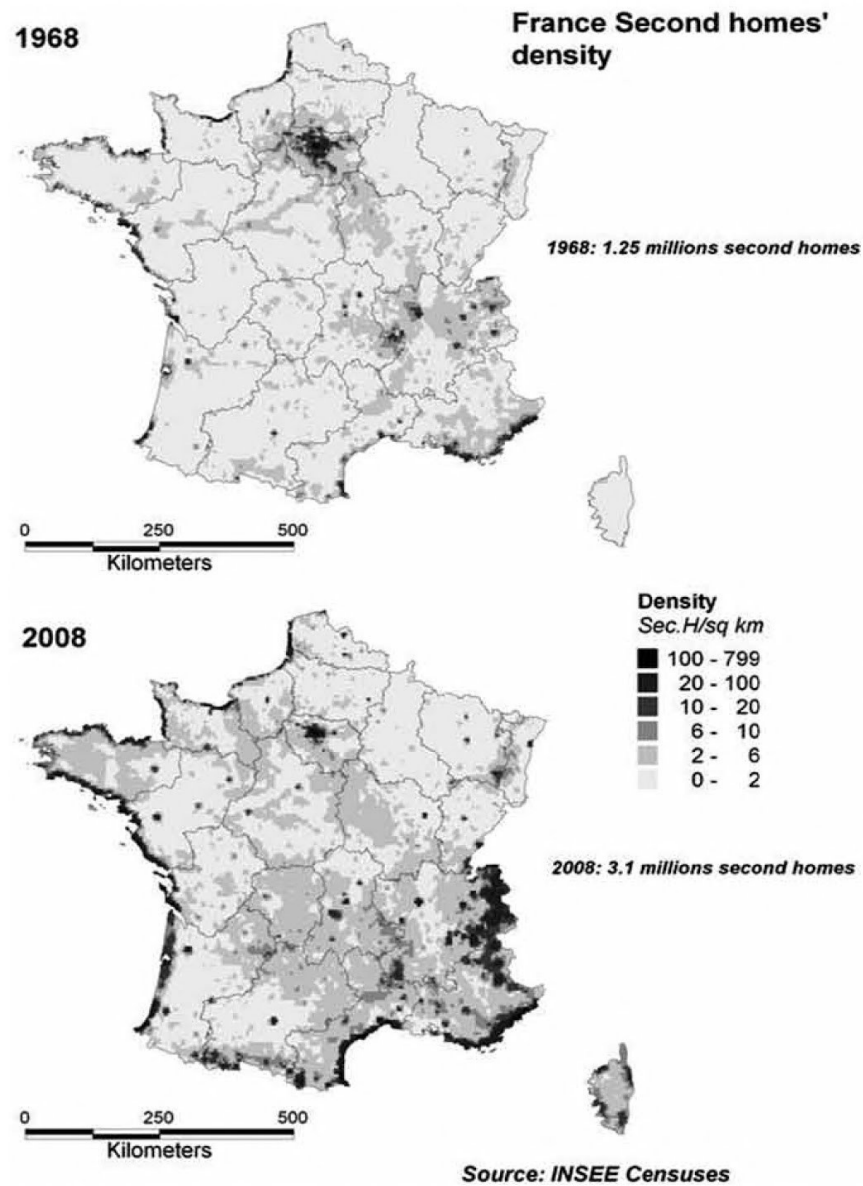 1968
France Second homes'
density
1968: 1.25 millions second homes
0 250 500
Kilometers
2008
Density
Sec.H/sq km
100 - 799
20 - 100
10 - 20
6 - 10
2 - 6
0 - 2
2008: 3.1 millions second homes
0 250 500
Kilometers
Source: INSEE Censuses